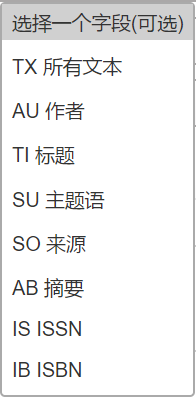 选择一个字段(可选)
TX 所有文本
AU 作者
TI 标题
SU 主题语
SO 来源
AB 摘要
IS ISSN
IB ISBN